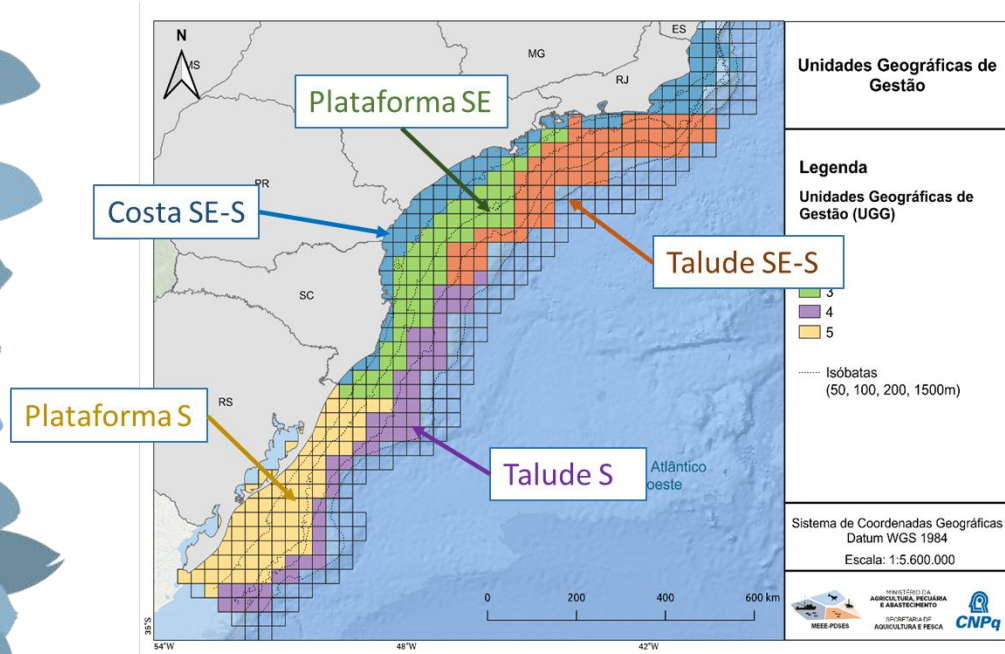 N
MS
MG
ES
RJ
Plataforma SE
PR
Costa SE-S
Talude SE-S
SC
RS
Plataforma S
Talude S
Atlântico
oeste
0 200 400 600 km
35°S
54°W 48°W 42°W
Unidades Geográficas de
Gestão
Legenda
Unidades Geográficas de
Gestão (UGG)
3
4
5
Isóbatas
(50, 100, 200, 1500m)
Sistema de Coordenadas Geográficas
Datum WGS 1984
Escala: 1:5.600.000
MEEE-PDSES
MINISTÉRIO DA
AGRICULTURA, PECUÁRIA
E ABASTECIMENTO
SECRETARIA DE
AQUICULTURA E PESCA
CNPq